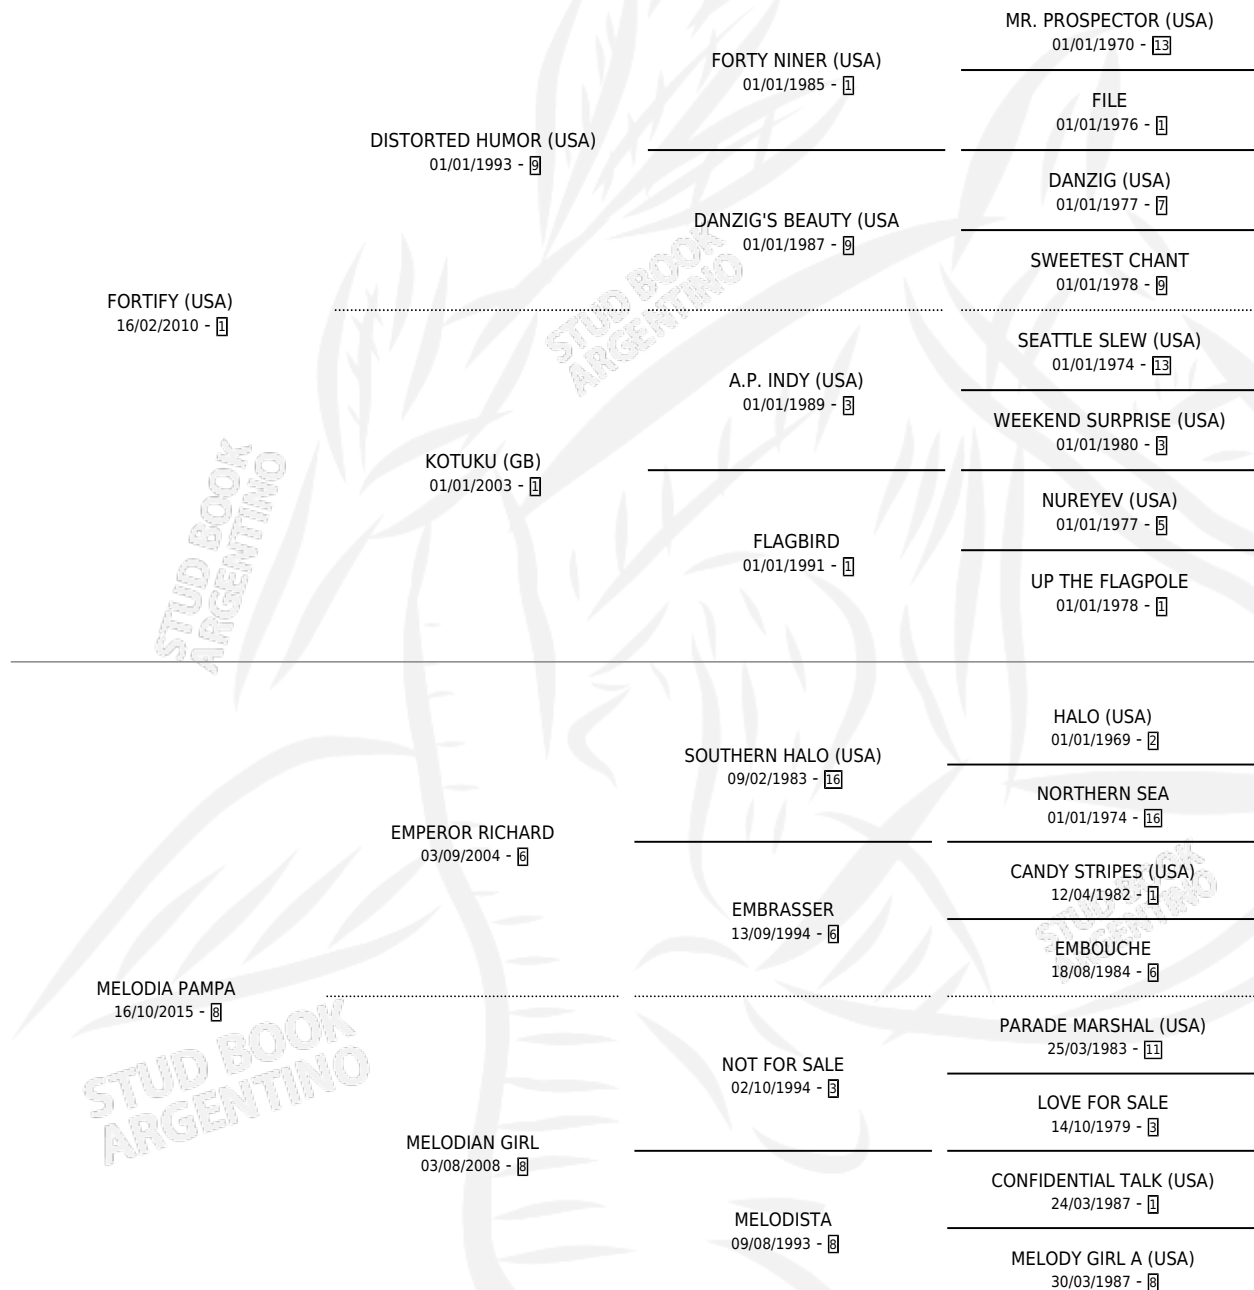 MR. PROSPECTOR (USA)
01/01/1970 - 13
FORTY NINER (USA)
01/01/1985 - 1
FILE
01/01/1976 - 1
DISTORTED HUMOR (USA)
01/01/1993 - 9
DANZIG (USA)
01/01/1977 - 7
DANZIG'S BEAUTY (USA
01/01/1987 - 9
SWEETEST CHANT
01/01/1978 - 9
FORTIFY (USA)
16/02/2010 - 1
SEATTLE SLEW (USA)
01/01/1974 - 13
A.P. INDY (USA)
01/01/1989 - 3
WEEKEND SURPRISE (USA)
01/01/1980 - 3
KOTUKU (GB)
01/01/2003 - 1
NUREYEV (USA)
01/01/1977 - 5
FLAGBIRD
01/01/1991 - 1
UP THE FLAGPOLE
01/01/1978 - 1
STUD BOOK
ARGENTINO
STUD BOOK
ARGENTINO
HALO (USA)
01/01/1969 - 2
SOUTHERN HALO (USA)
09/02/1983 - 16
NORTHERN SEA
01/01/1974 - 16
EMPEROR RICHARD
03/09/2004 - 6
CANDY STRIPES (USA)
12/04/1982 - 1
EMBRASSER
13/09/1994 - 6
EMBOUCHE
18/08/1984 - 6
STUD BOOK
ARGENTINO
MELODIA PAMPA
16/10/2015 - 8
PARADE MARSHAL (USA)
25/03/1983 - 11
NOT FOR SALE
02/10/1994 - 3
LOVE FOR SALE
14/10/1979 - 3
MELODIAN GIRL
03/08/2008 - 8
CONFIDENTIAL TALK (USA)
24/03/1987 - 1
MELODISTA
09/08/1993 - 8
MELODY GIRL A (USA)
30/03/1987 - 8
STUD BOOK
ARGENTINO